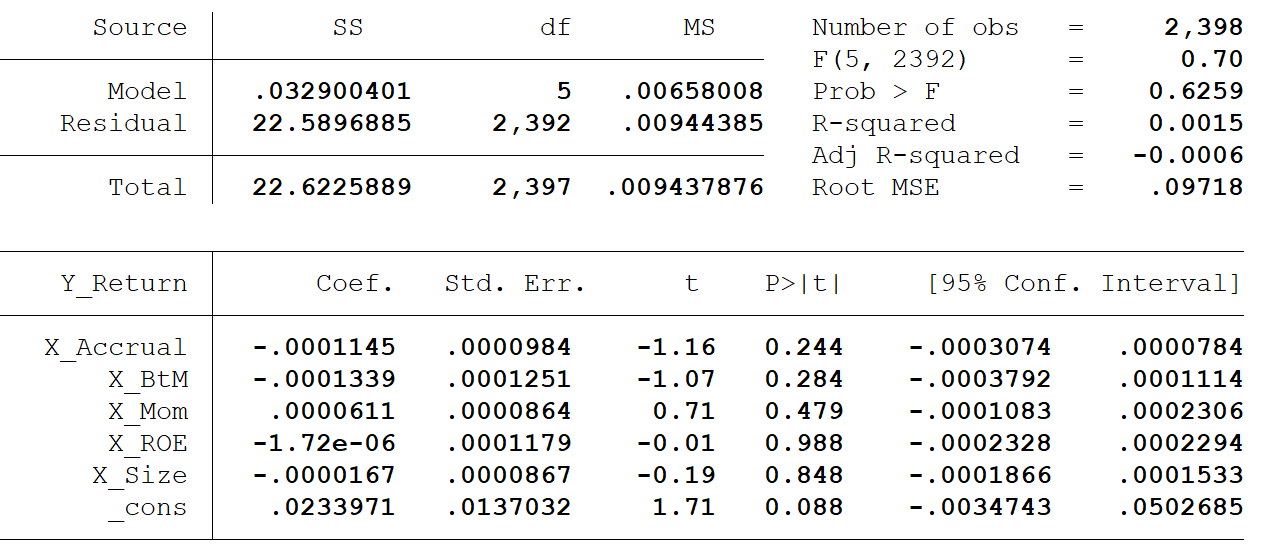 Source SS df MS Number of obs = 2,398
F(5, 2392) = 0.70
Model .032900401 5 .00658008 Prob > F = 0.6259
Residual 22.5896885 2,392 .00944385 R-squared = 0.0015
Adj R-squared = -0.0006
Total 22.6225889 2,397 .009437876 Root MSE = .09718
Y_Return Coef. Std. Err. t P>|t| [95% Conf. Interval]
X_Accrual -.0001145 .0000984 -1.16 0.244 -.0003074 .0000784
X_BtM -.0001339 .0001251 -1.07 0.284 -.0003792 .0001114
X_Mom .0000611 .0000864 0.71 0.479 -.0001083 .0002306
X_ROE -1.72e-06 .0001179 -0.01 0.988 -.0002328 .0002294
X_Size -.0000167 .0000867 -0.19 0.848 -.0001866 .0001533
_cons .0233971 .0137032 1.71 0.088 -.0034743 .0502685